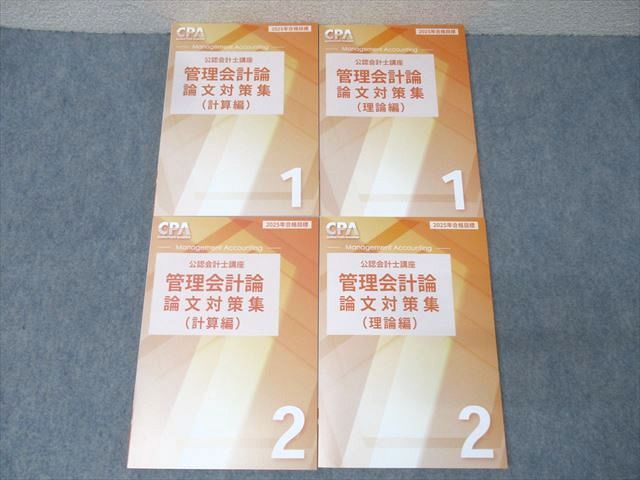 CPA
2025年合格目標
Management Accounting
公認会計士講座
管理会計論
論文対策集
(計算編)
1
CPA
2025年合格目標
Management Accounting
公認会計士講座
管理会計論
論文対策集
(理論編)
1
CPA
2025年合格目標
Management Accounting
公認会計士講座
管理会計論
論文対策集
(計算編)
2
CPA
2025年合格目標
Management Accounting
公認会計士講座
管理会計論
論文対策集
(理論編)
2